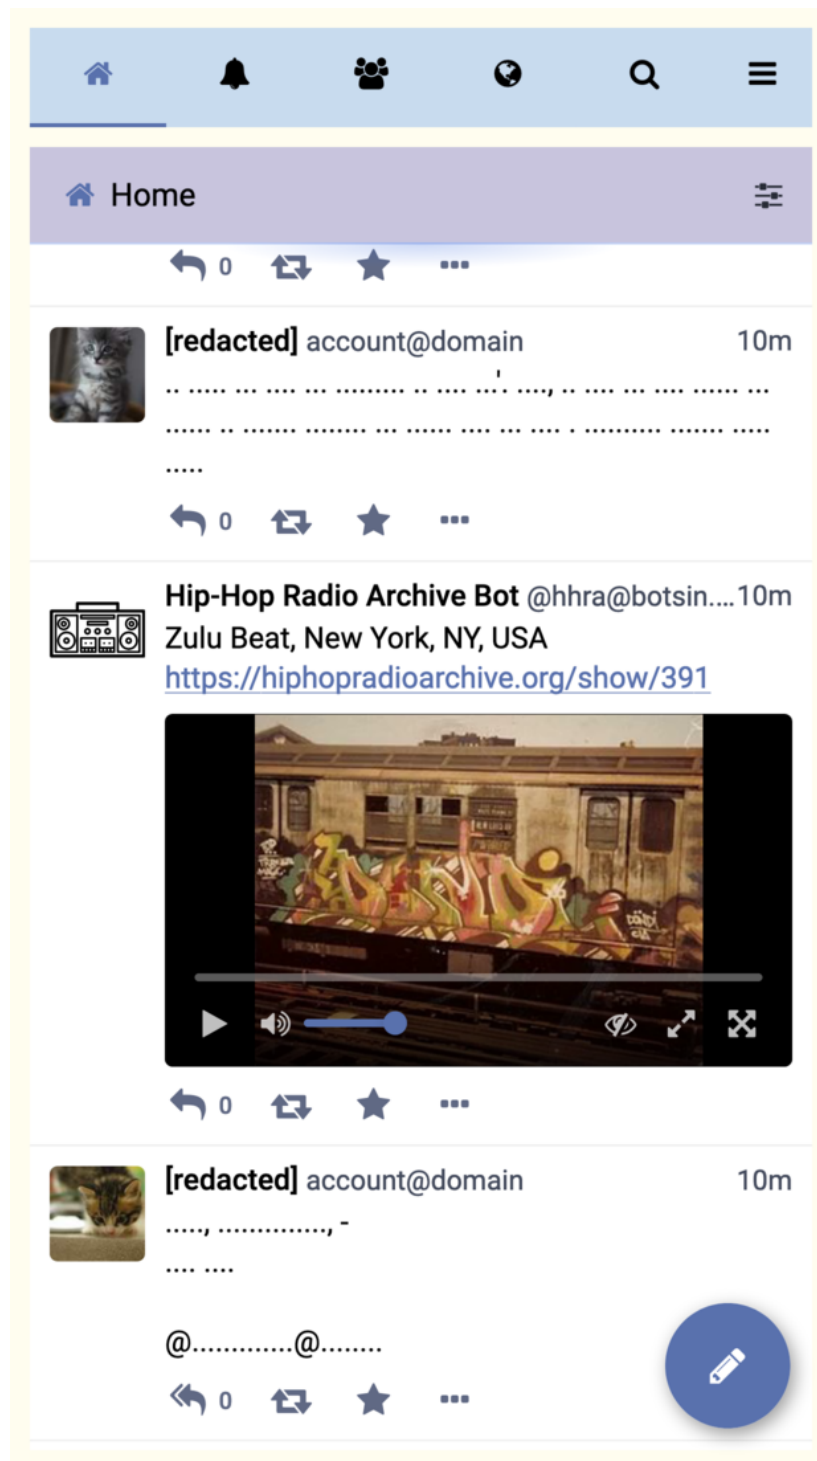 Home
0
[redacted] account@domain 10m
.. ..... ... .... ... ......... .. .... ...'. ...., .. .... ... .... ...... ...
...... .. ....... ........ ... ...... .... ... .... . .......... ....... .....
.....
0
Hip-Hop Radio Archive Bot @hhra@botsin.... 10m
Zulu Beat, New York, NY, USA
https://hiphopradioarchive.org/show/391
0
[redacted] account@domain 10m
....., .............., -
.... ....
@.............@........
0